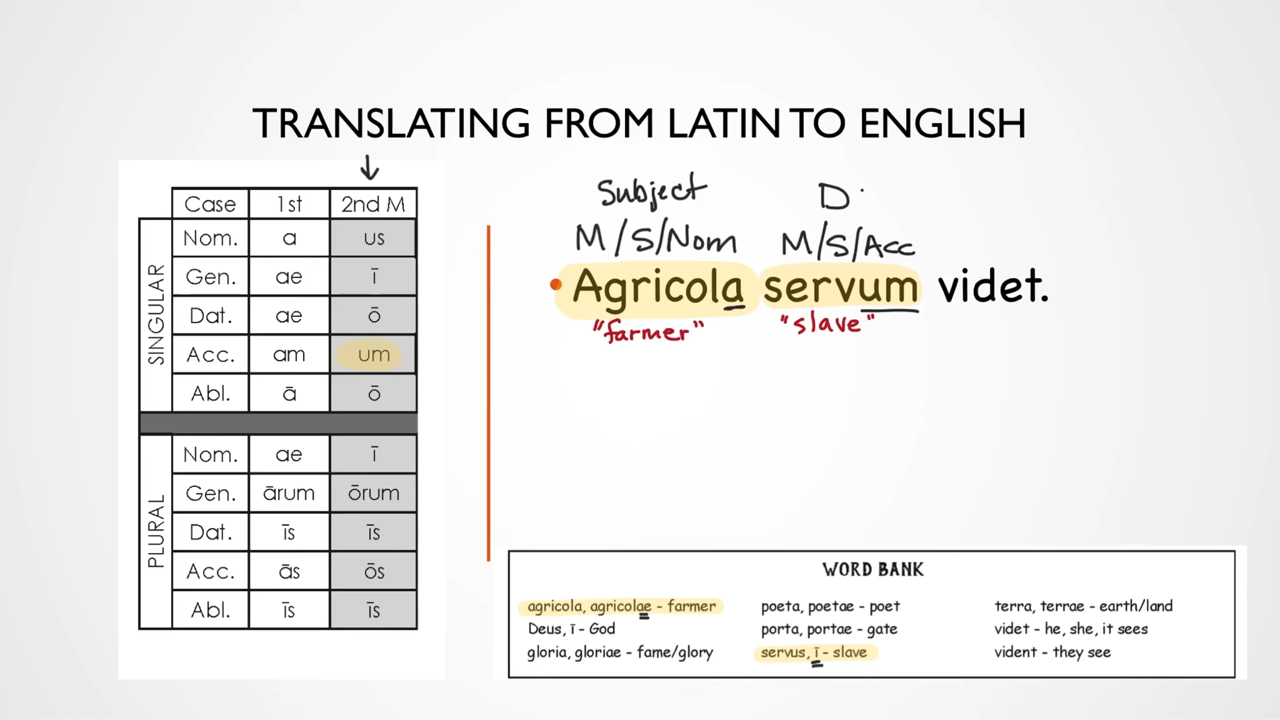 TRANSLATING FROM LATIN TO ENGLISH
Case 1st 2nd M
SINGULAR
Nom. a us
Gen. ae ī
Dat. ae ō
Acc. am um
Abl. ā ō
PLURAL
Nom. ae ī
Gen. ārum ōrum
Dat. īs īs
Acc. ās ōs
Abl. īs īs
Subject D
M/S/Nom M/S/Acc
• Agricola servum videt.
"farmer" "slave"
WORD BANK
agricola, agricolae - farmer poeta, poetae - poet terra, terrae - earth/land
Deus, ī - God porta, portae - gate videt - he, she, it sees
gloria, gloriae - fame/glory servus, ī - slave vident - they see